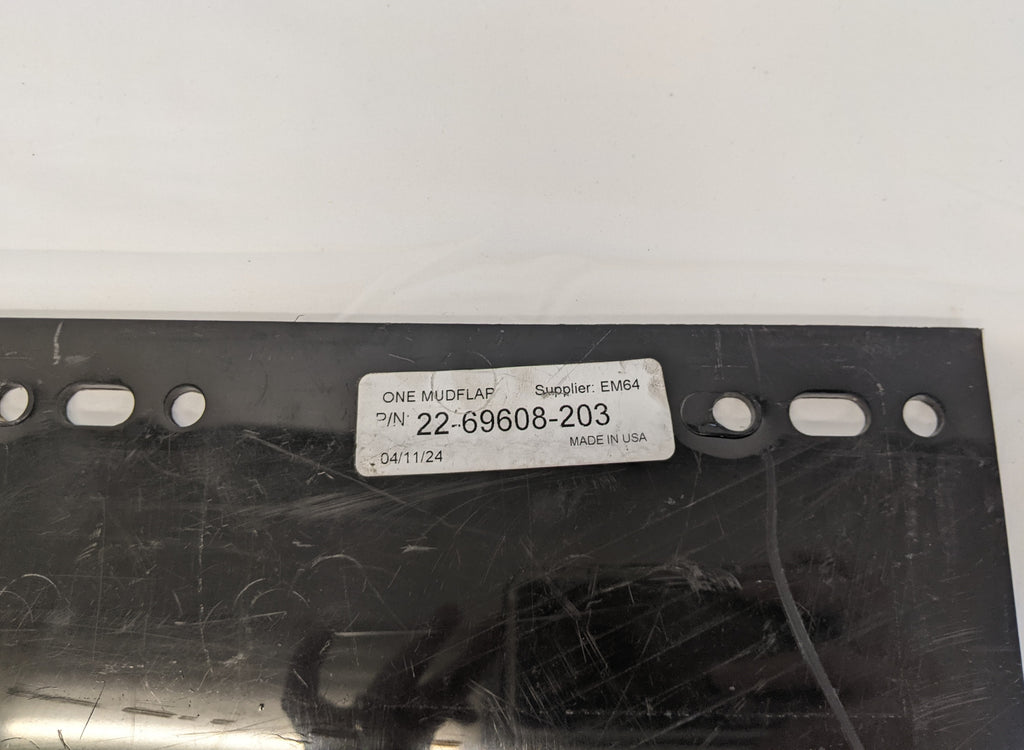 ONE MUDFLAP Supplier: EM64
P/N: 22-69608-203
MADE IN USA
04/11/24